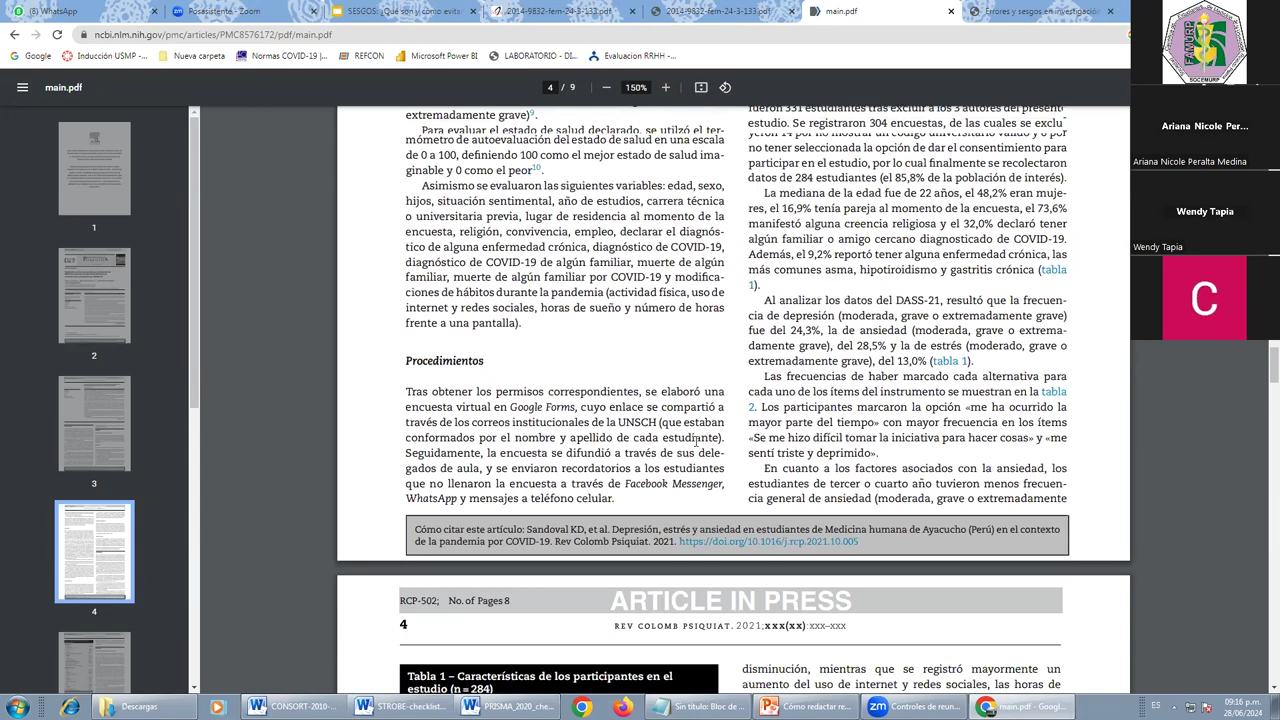 WhatsApp
Posasistente - Zoom
SESGOS: ¿Qué son y cómo evitar
2014-9832-fem-24-3-133.pdf
2014-9832-fem-24-3-133.pdf
main.pdf
Errores y sesgos en investigación
ncbi.nlm.nih.gov/pmc/articles/PMC8576172/pdf/main.pdf
Google
Inducción USMP -...
Nueva carpeta
Normas COVID-19 |...
REFCON
Microsoft Power BI
LABORATORIO - DI...
Evaluacion RRHH -...
main.pdf
4 / 9
150%
1
2
3
4
extremadamente grave)9.
Para evaluar el estado de salud declarado, se utilizó el ter-
mómetro de autoevaluación del estado de salud en una escala
de 0 a 100, definiendo 100 como el mejor estado de salud ima-
ginable y 0 como el peor10.
Asimismo se evaluaron las siguientes variables: edad, sexo,
hijos, situación sentimental, año de estudios, carrera técnica
o universitaria previa, lugar de residencia al momento de la
encuesta, religión, convivencia, empleo, declarar el diagnós-
tico de alguna enfermedad crónica, diagnóstico de COVID-19,
diagnóstico de COVID-19 de algún familiar, muerte de algún
familiar, muerte de algún familiar por COVID-19 y modifica-
ciones de hábitos durante la pandemia (actividad física, uso de
internet y redes sociales, horas de sueño y número de horas
frente a una pantalla).
Procedimientos
Tras obtener los permisos correspondientes, se elaboró una
encuesta virtual en Google Forms, cuyo enlace se compartió a
través de los correos institucionales de la UNSCH (que estaban
conformados por el nombre y apellido de cada estudiante).
Seguidamente, la encuesta se difundió a través de sus dele-
gados de aula, y se enviaron recordatorios a los estudiantes
que no llenaron la encuesta a través de Facebook Messenger,
WhatsApp y mensajes a teléfono celular.
fueron 331 estudiantes tras excluir a los 3 autores del present
estudio. Se registraron 304 encuestas, de las cuales se exclu-
yeron 14 por no mostrar un código universitario válido y 6 por
no tener seleccionada la opción de dar el consentimiento para
participar en el estudio, por lo cual finalmente se recolectaron
datos de 284 estudiantes (el 85,8% de la población de interés).
La mediana de la edad fue de 22 años, el 48,2% eran muje-
res, el 16,9% tenía pareja al momento de la encuesta, el 73,6%
manifestó alguna creencia religiosa y el 32,0% declaró tener
algún familiar o amigo cercano diagnosticado de COVID-19.
Además, el 9,2% reportó tener alguna enfermedad crónica, las
más comunes asma, hipotiroidismo y gastritis crónica (tabla
1).
Al analizar los datos del DASS-21, resultó que la frecuen-
cia de depresión (moderada, grave o extremadamente grave)
fue del 24,3%, la de ansiedad (moderada, grave o extrema-
damente grave), del 28,5% y la de estrés (moderado, grave o
extremadamente grave), del 13,0% (tabla 1).
Las frecuencias de haber marcado cada alternativa para
cada uno de los ítems del instrumento se muestran en la tabla
2. Los participantes marcaron la opción «me ha ocurrido la
mayor parte del tiempo» con mayor frecuencia en los ítems
«Se me hizo difícil tomar la iniciativa para hacer cosas» y «me
sentí triste y deprimido».
En cuanto a los factores asociados con la ansiedad, los
estudiantes de tercer o cuarto año tuvieron menos frecuen-
cia general de ansiedad (moderada, grave o extremadamente
Cómo citar este artículo: Sandoval KD, et al. Depresión, estrés y ansiedad en estudiantes de Medicina humana de Ayacucho (Perú) en el contexto
de la pandemia por COVID-19. Rev Colomb Psiquiat. 2021. https://doi.org/10.1016/j.rcp.2021.10.005
RCP-502; No. of Pages 8
ARTICLE IN PRESS
4
REV COLOMB PSIQUIAT. 2021;xxx(xx):xxx–xxx
Tabla 1 – Características de los participantes en el
estudio (n = 284)
disminución, mientras que se registró mayormente un
aumento del uso de internet y redes sociales, las horas de
FAMURP
SOCEMURP
Ariana Nicole Per...
Ariana Nicole Peralta Medina
Wendy Tapia
Wendy Tapia
C
Descargas
CONSORT-2010-...
STROBE-checklist...
PRISMA_2020_che...
Sin título: Bloc de ...
Cómo redactar re...
Controles de reun...
main.pdf - Googl...
ES
09:16 p.m.
28/06/2024